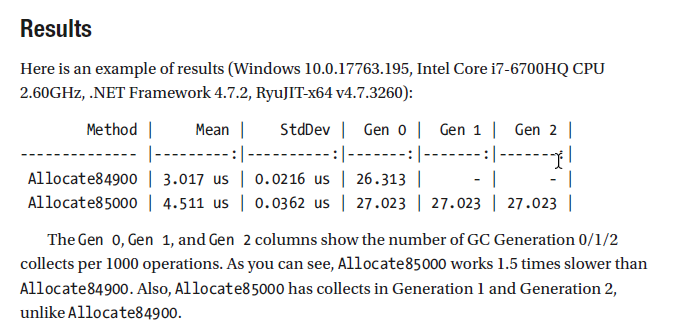 Results
Here is an example of results (Windows 10.0.17763.195, Intel Core i7-6700HQ CPU
2.60GHz, .NET Framework 4.7.2, RyuJIT-x64 v4.7.3260):
Method | Mean | StdDev | Gen 0 | Gen 1 | Gen 2 |
-------------- |---------:|----------:|-------:|-------:|-------:|
Allocate84900 | 3.017 us | 0.0216 us | 26.313 | - | - |
Allocate85000 | 4.511 us | 0.0362 us | 27.023 | 27.023 | 27.023 |
The Gen 0, Gen 1, and Gen 2 columns show the number of GC Generation 0/1/2
collects per 1000 operations. As you can see, Allocate85000 works 1.5 times slower than
Allocate84900. Also, Allocate85000 has collects in Generation 1 and Generation 2,
unlike Allocate84900.